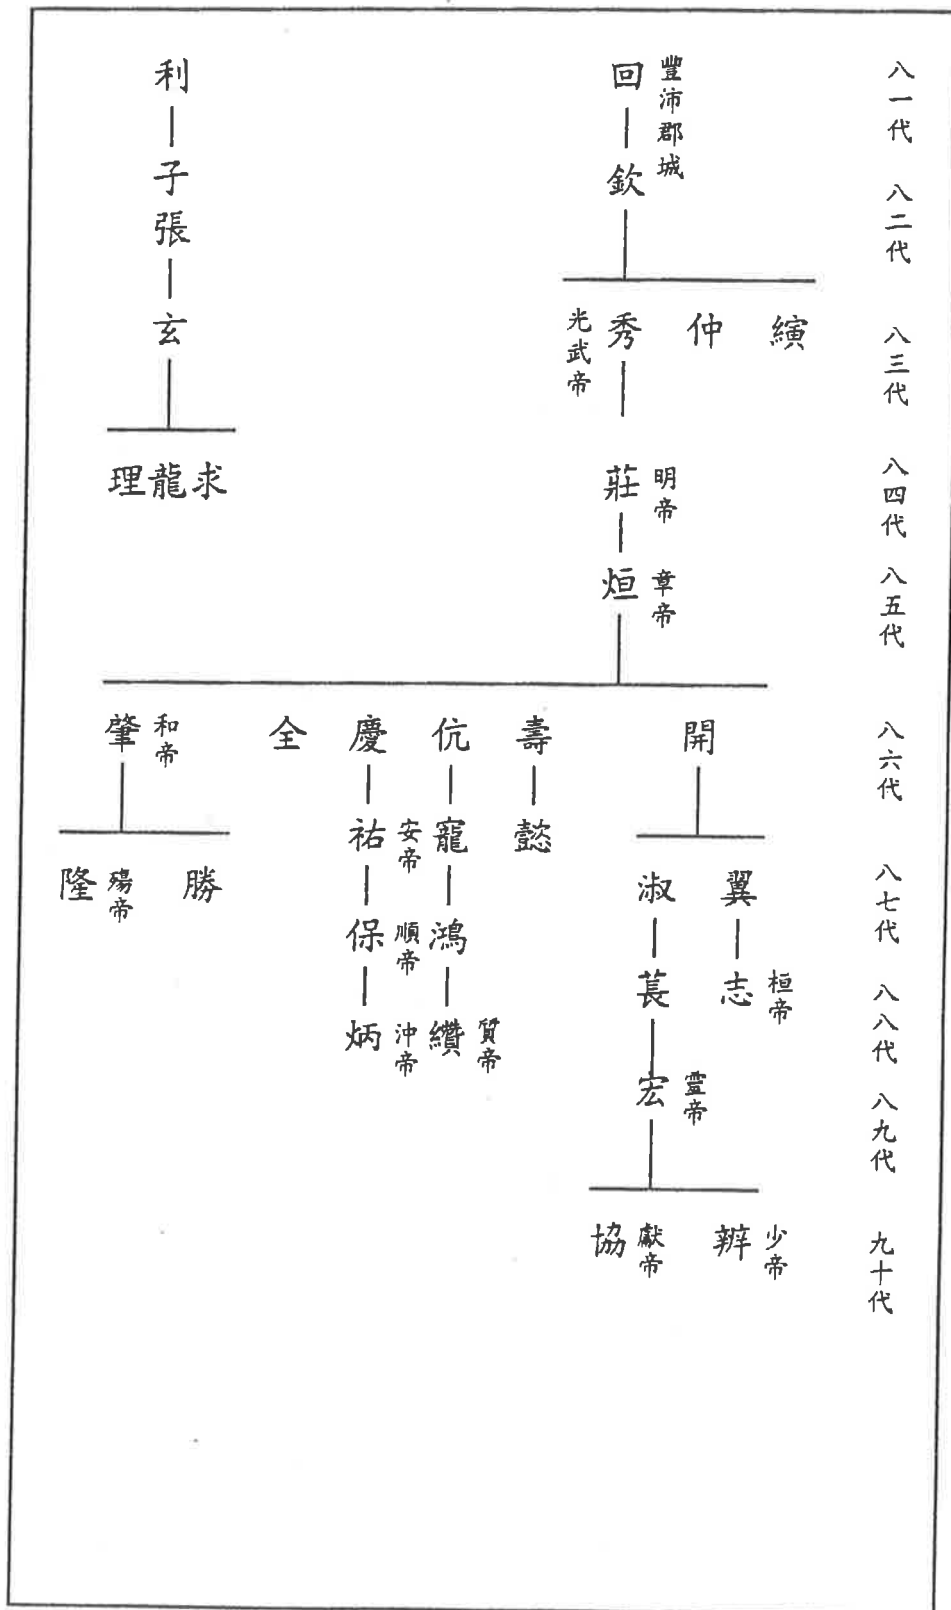 八一代
八二代
八三代
八四代
八五代
八六代
八七代
八八代
八九代
九十代
豐沛郡城
回
欽
縯
仲
秀
光武帝
明帝
莊
章帝
烜
開
翼
桓帝
志
淑
萇
靈帝
宏
少帝
辨
獻帝
協
壽
懿
伉
寵
鴻
質帝
纘
慶
安帝
祐
順帝
保
沖帝
炳
全
和帝
肇
勝
殤帝
隆
利
子張
玄
求
龍
理